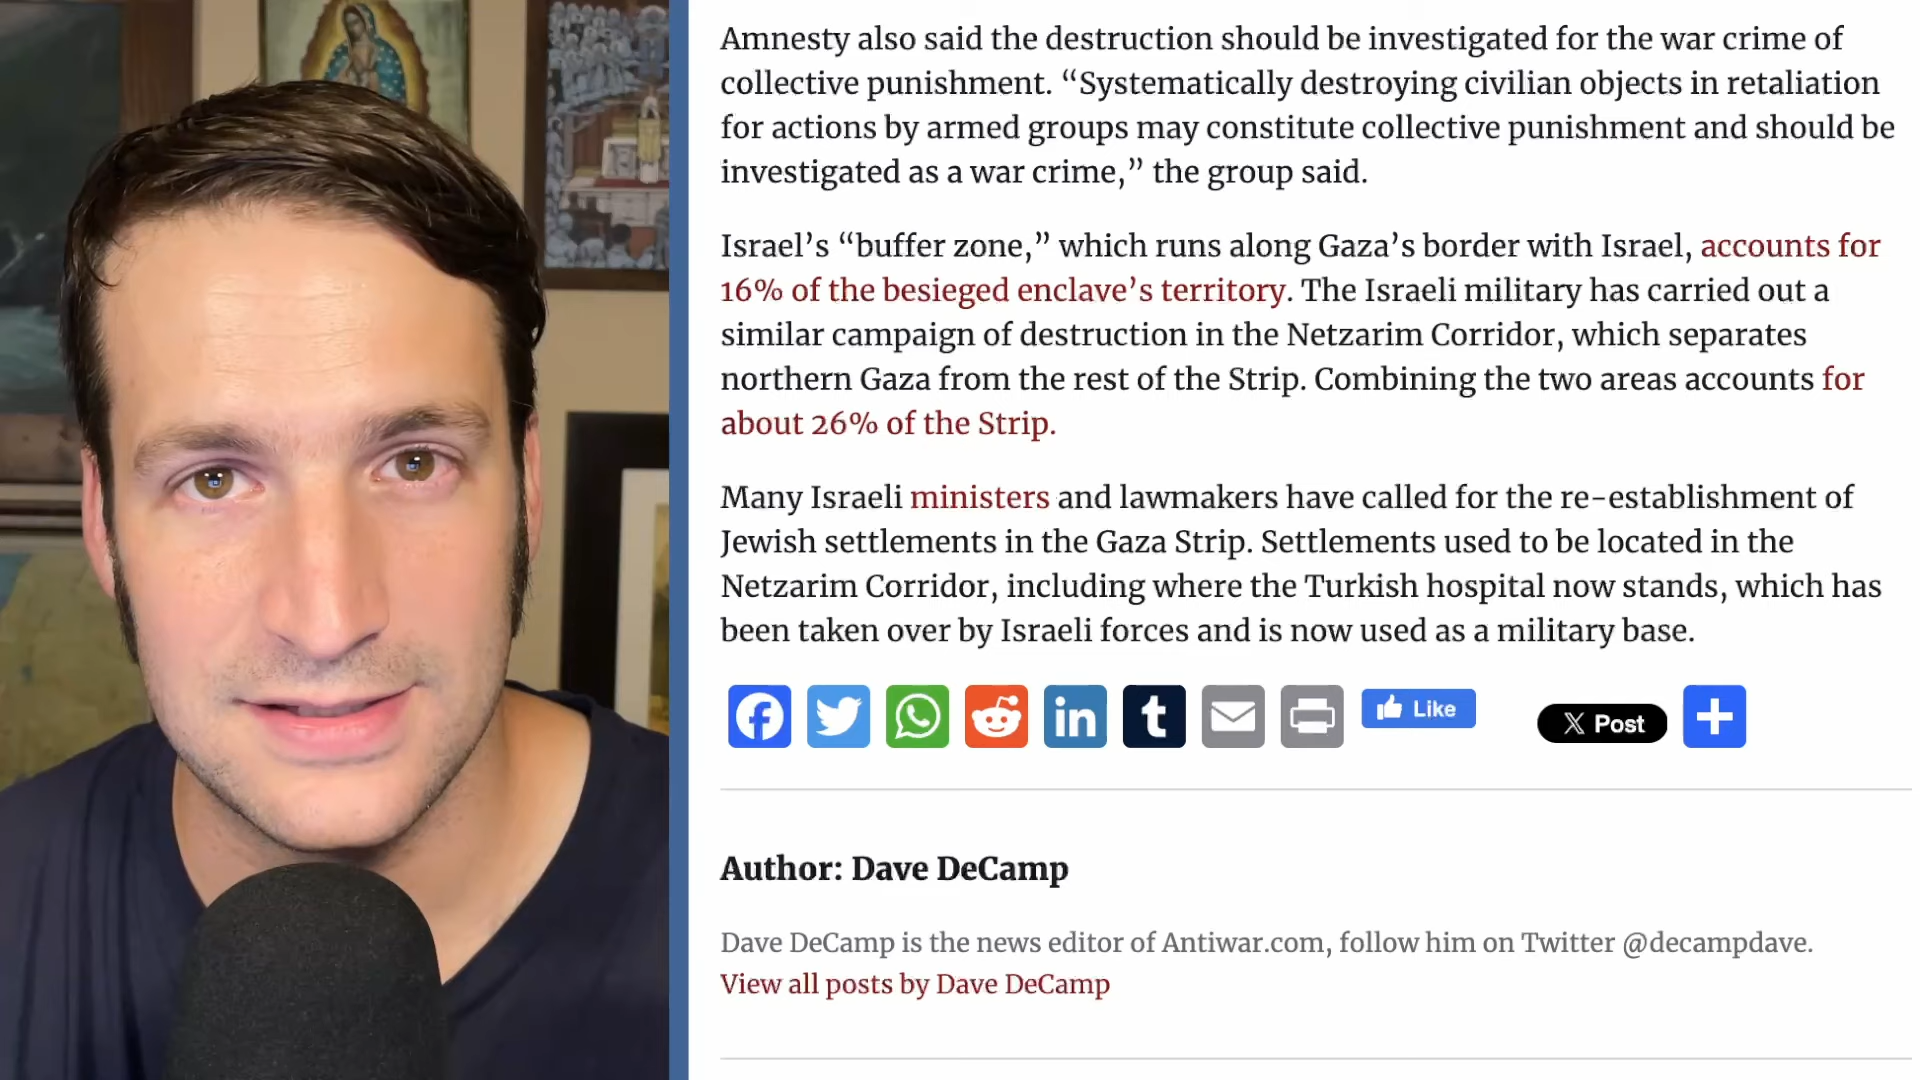 Amnesty also said the destruction should be investigated for the war crime of
collective punishment. “Systematically destroying civilian objects in retaliation
for actions by armed groups may constitute collective punishment and should be
investigated as a war crime,” the group said.
Israel’s “buffer zone,” which runs along Gaza’s border with Israel, accounts for
16% of the besieged enclave’s territory. The Israeli military has carried out a
similar campaign of destruction in the Netzarim Corridor, which separates
northern Gaza from the rest of the Strip. Combining the two areas accounts for
about 26% of the Strip.
Many Israeli ministers and lawmakers have called for the re-establishment of
Jewish settlements in the Gaza Strip. Settlements used to be located in the
Netzarim Corridor, including where the Turkish hospital now stands, which has
been taken over by Israeli forces and is now used as a military base.
Like
X Post
Author: Dave DeCamp
Dave DeCamp is the news editor of Antiwar.com, follow him on Twitter @decampdave.
View all posts by Dave DeCamp